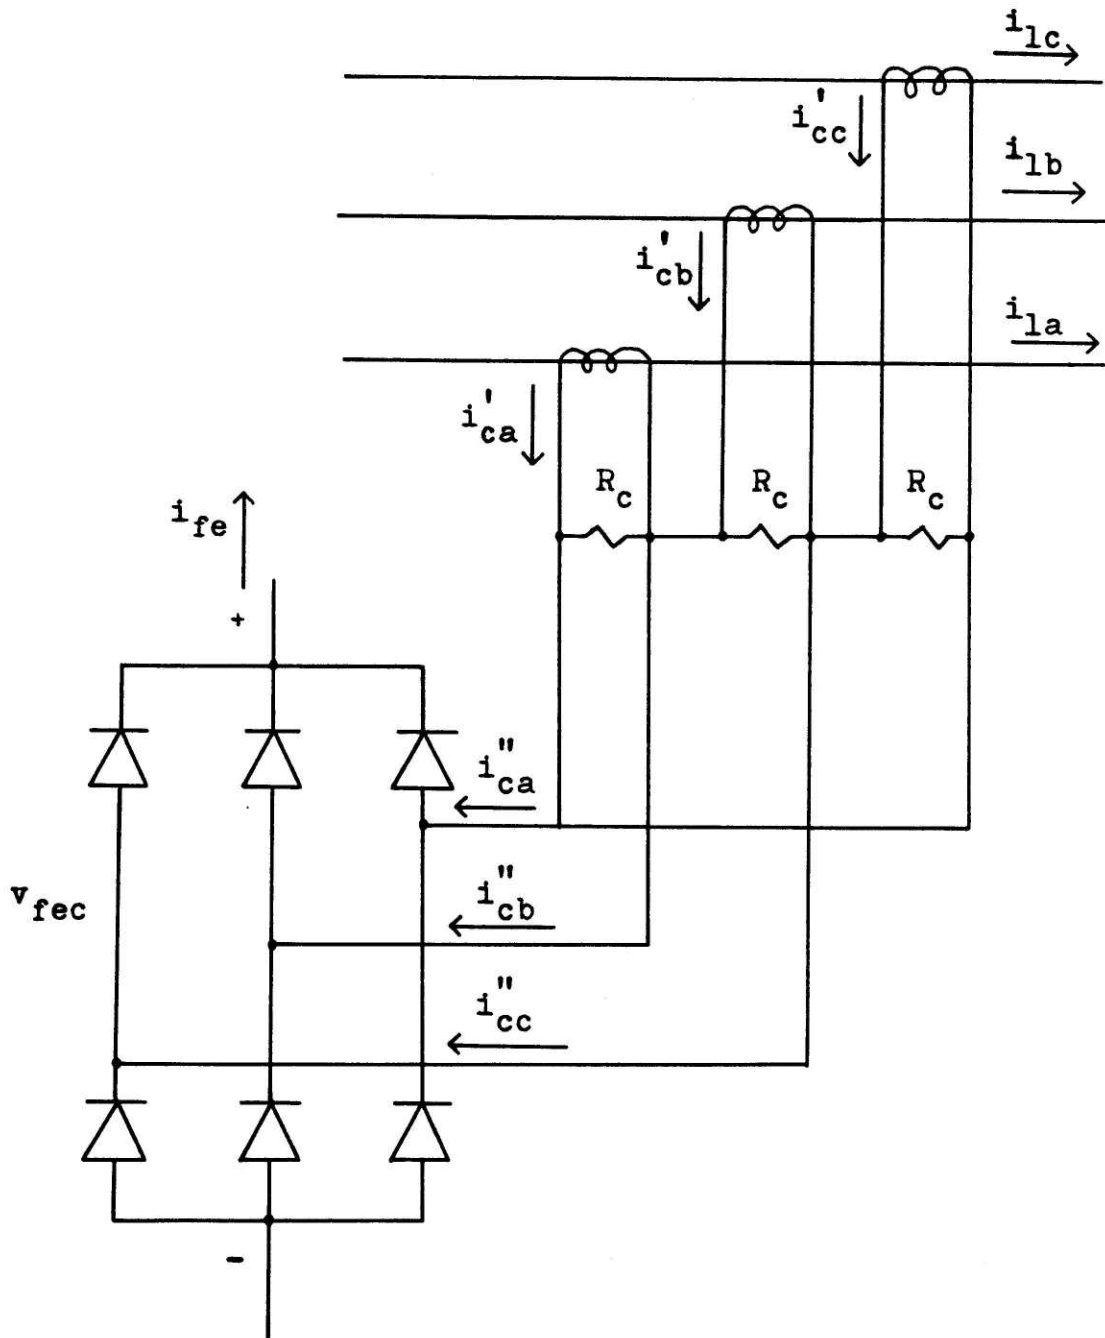 i_lc
i'_cc
i_lb
i'_cb
i_la
i'_ca
R_c R_c R_c
i_fe
+
i"_ca
v_fec
i"_cb
i"_cc
-